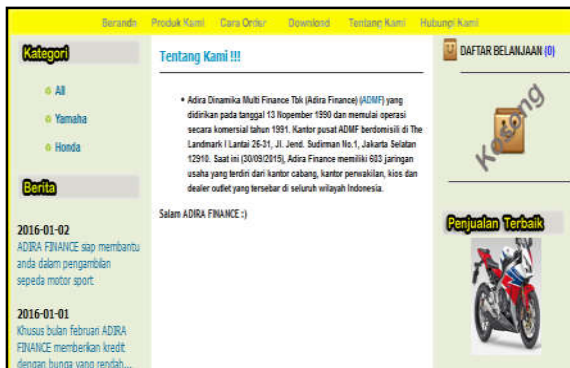 Beranda Produk Kami Cara Order Download Tentang Kami Hubungi Kami
Kategori
All
Yamaha
Honda
Berita
2016-01-02
ADIRA FINANCE siap membantu
anda dalam pengambilan
sepeda motor sport
2016-01-01
Khusus bulan februari ADIRA
FINANCE memberikan kredit
dengan bunga yang rendah...
Tentang Kami !!!
• Adira Dinamika Multi Finance Tbk (Adira Finance) (ADMF) yang
didirikan pada tanggal 13 Nopember 1990 dan memulai operasi
secara komersial tahun 1991. Kantor pusat ADMF berdomisili di The
Landmark I Lantai 26-31, Jl. Jend. Sudirman No.1, Jakarta Selatan
12910. Saat ini (30/09/2015), Adira Finance memiliki 603 jaringan
usaha yang terdiri dari kantor cabang, kantor perwakilan, kios dan
dealer outlet yang tersebar di seluruh wilayah Indonesia.
Salam ADIRA FINANCE :)
DAFTAR BELANJAAN (0)
Kosong
Penjualan Terbaik